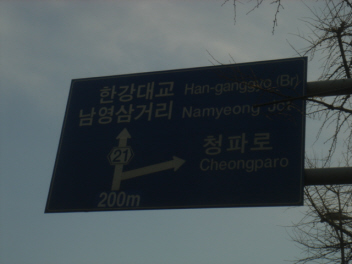 한강대교 Han-ganggyo (Br)
남영삼거리 Namyeong Jct
청파로
Cheongparo
21
200m